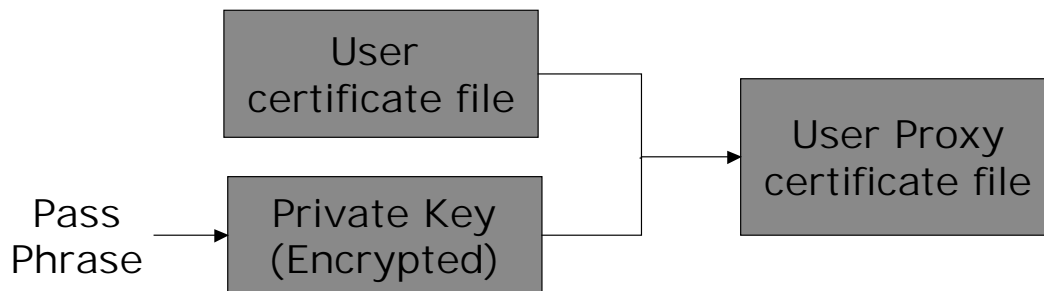 User
certificate file
User Proxy
certificate file
Pass
Phrase
Private Key
(Encrypted)